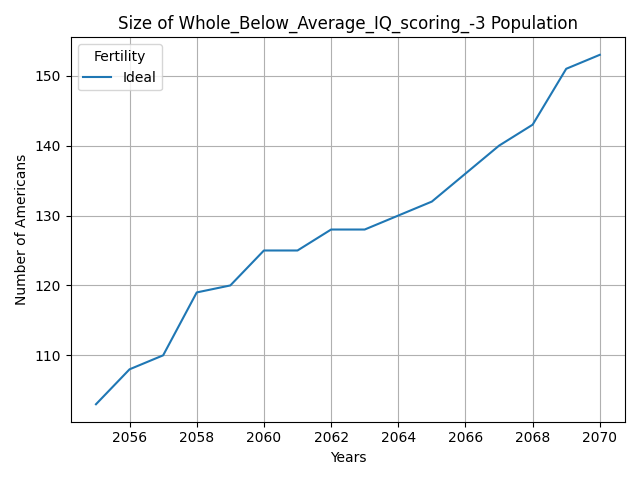 Size of Whole_Below_Average_IQ_scoring_-3 Population
Fertility
Ideal
Number of Americans
150
140
130
120
110
2056 2058 2060 2062 2064 2066 2068 2070
Years